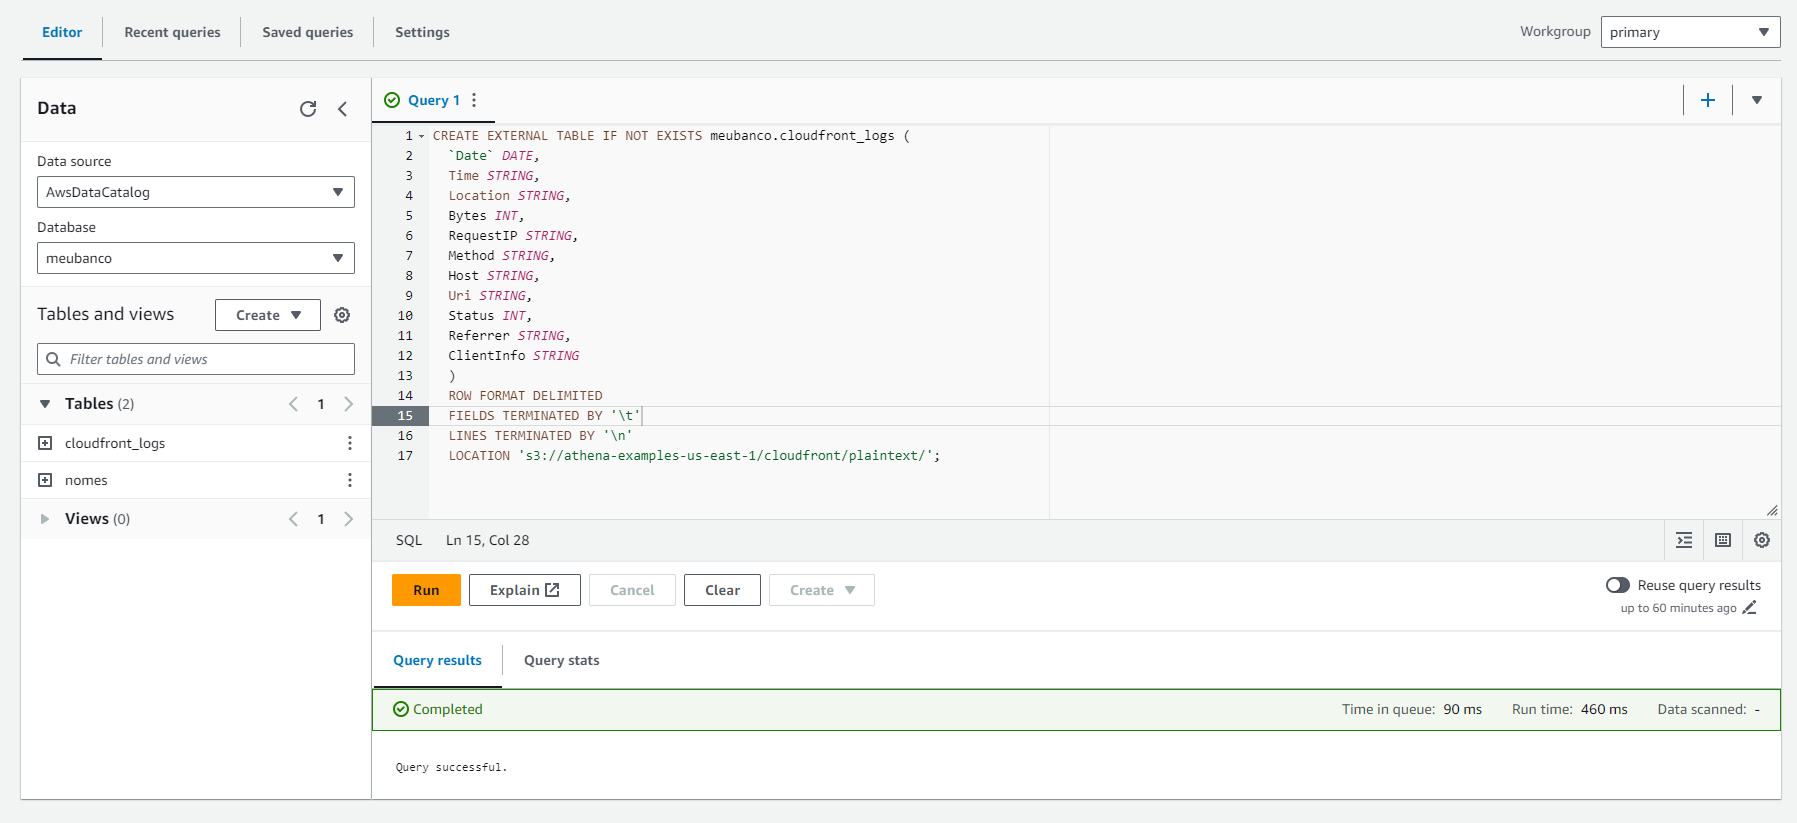 Editor
Recent queries
Saved queries
Settings
Workgroup
primary
Data
Data source
AwsDataCatalog
Database
meubanco
Tables and views
Create
Filter tables and views
Tables (2)
1
cloudfront_logs
nomes
Views (0)
1
Query 1
1 CREATE EXTERNAL TABLE IF NOT EXISTS meubanco.cloudfront_logs (
2 `Date` DATE,
3 Time STRING,
4 Location STRING,
5 Bytes INT,
6 RequestIP STRING,
7 Method STRING,
8 Host STRING,
9 Uri STRING,
10 Status INT,
11 Referrer STRING,
12 ClientInfo STRING
13 )
14 ROW FORMAT DELIMITED
15 FIELDS TERMINATED BY '\t'
16 LINES TERMINATED BY '\n'
17 LOCATION 's3://athena-examples-us-east-1/cloudfront/plaintext/';
SQL Ln 15, Col 28
Run
Explain
Cancel
Clear
Create
Reuse query results
up to 60 minutes ago
Query results
Query stats
Completed
Time in queue: 90 ms
Run time: 460 ms
Data scanned: -
Query successful.